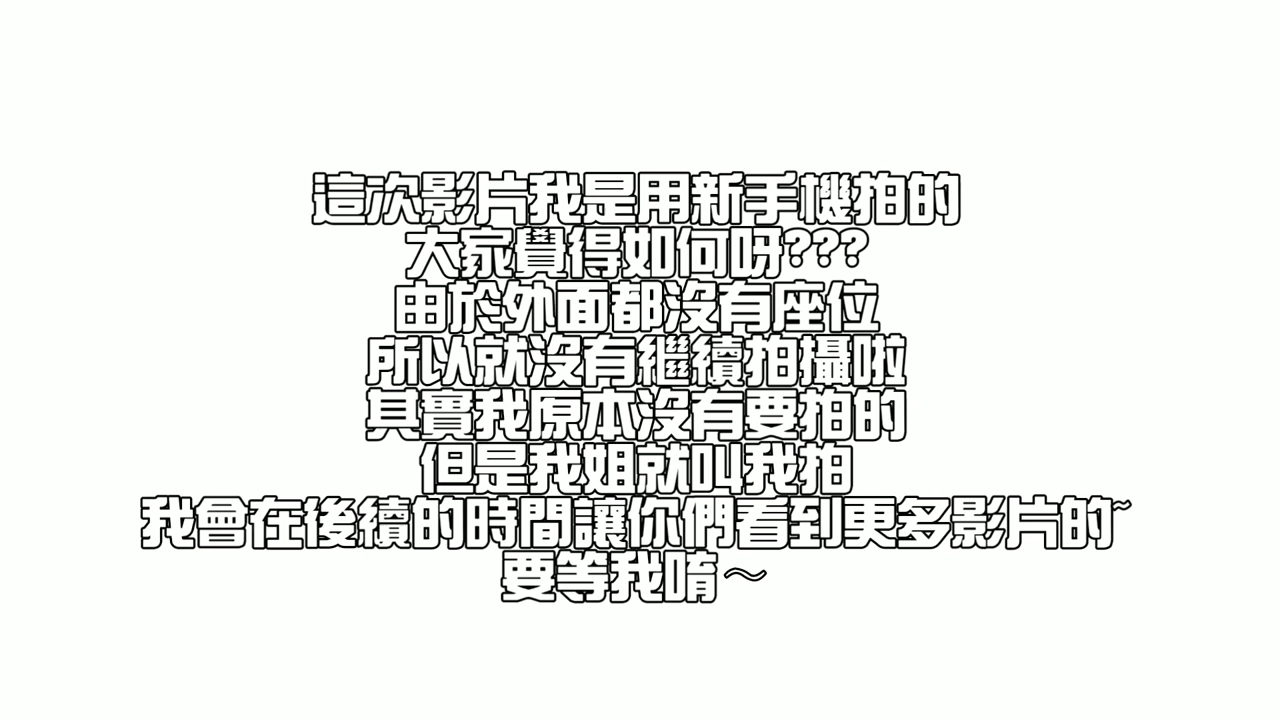 這次影片我是用新手機拍的
大家覺得如何呀???
由於外面都沒有座位
所以就沒有繼續拍攝啦
其實我原本沒有要拍的
但是我姐就叫我拍
我會在後續的時間讓你們看到更多影片的~
要等我唷～